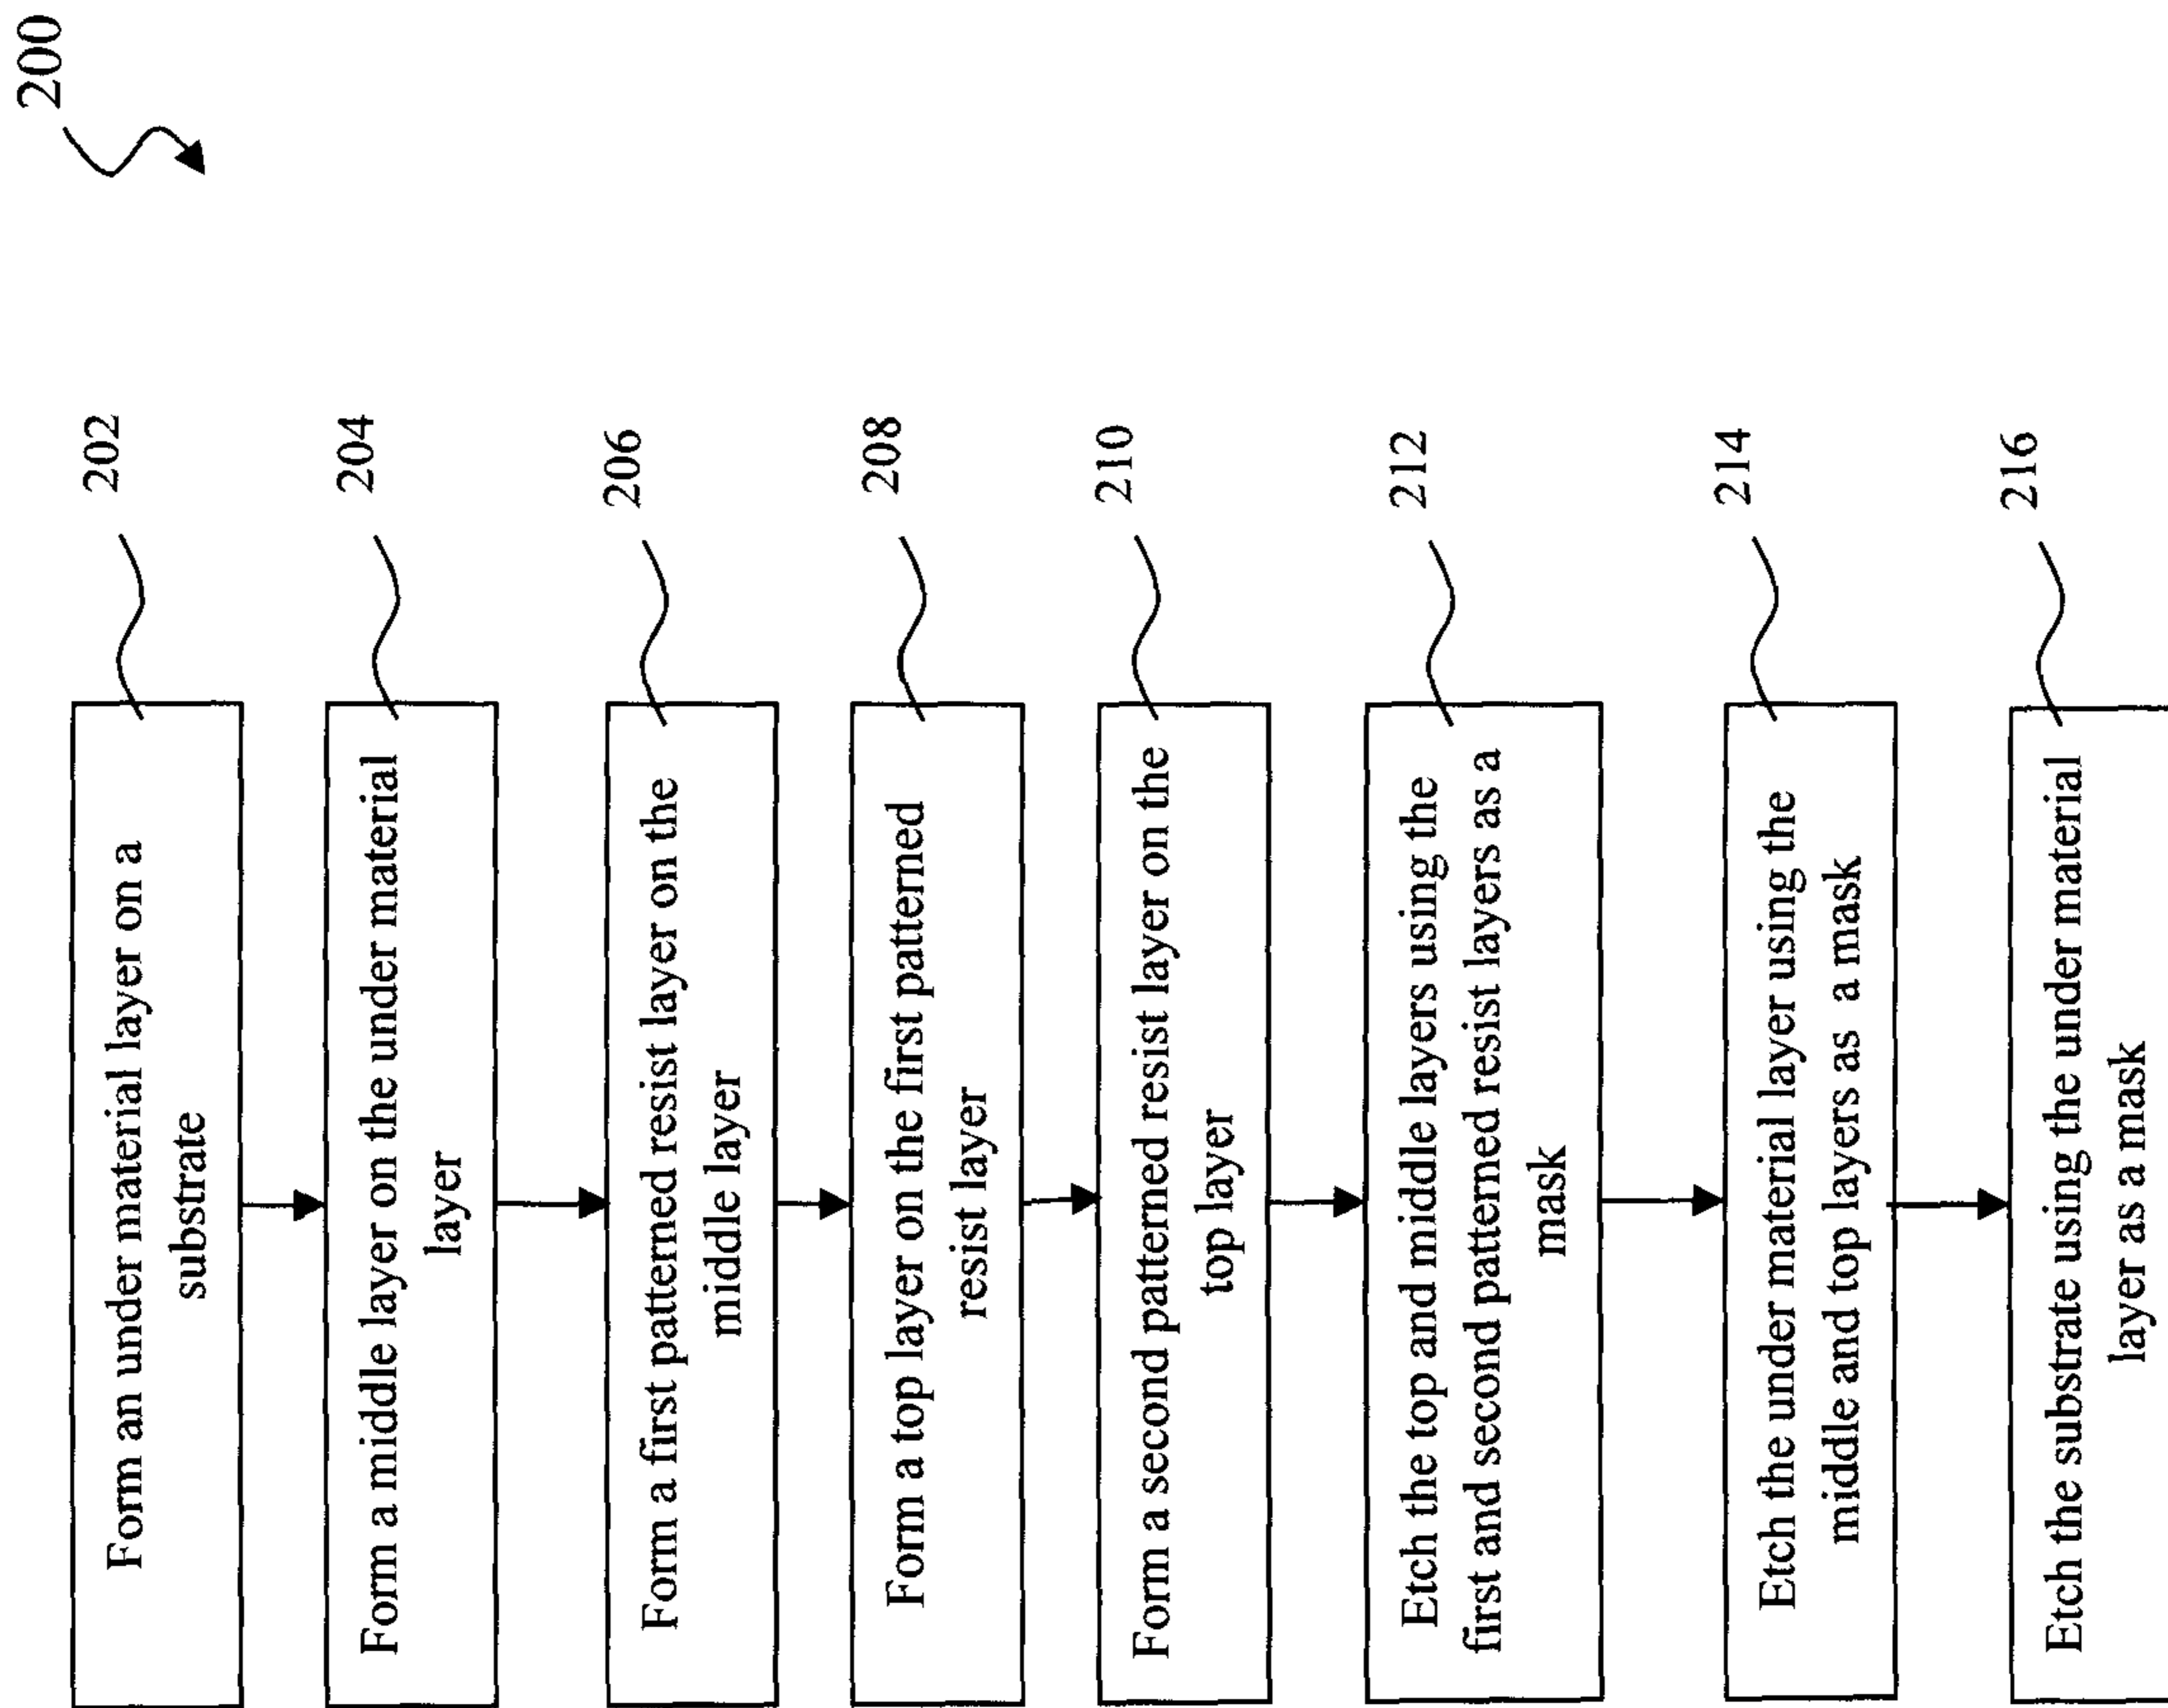 200
Form an under material layer on a
substrate
202
Form a middle layer on the under material
layer
204
Form a first patterned resist layer on the
middle layer
206
Form a top layer on the first patterned
resist layer
208
Form a second patterned resist layer on the
top layer
210
Etch the top and middle layers using the
first and second patterned resist layers as a
mask
212
Etch the under material layer using the
middle and top layers as a mask
214
Etch the substrate using the under material
layer as a mask
216